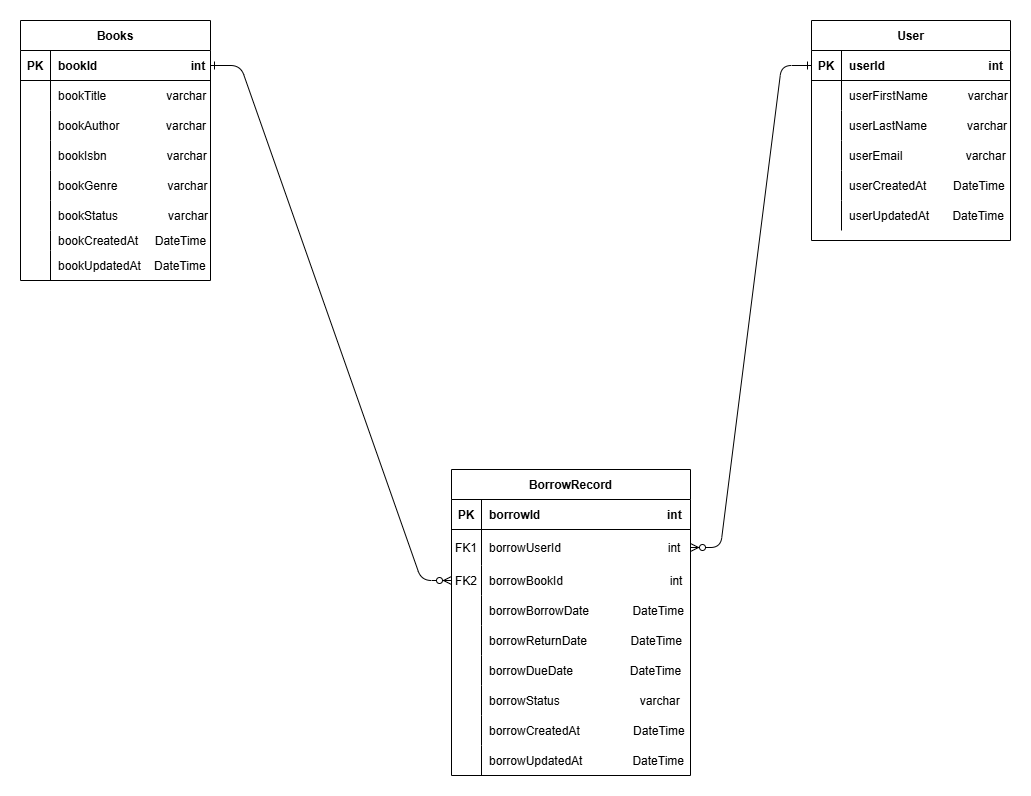 Books
PK bookId int
bookTitle varchar
bookAuthor varchar
bookIsbn varchar
bookGenre varchar
bookStatus varchar
bookCreatedAt DateTime
bookUpdatedAt DateTime
User
PK userId int
userFirstName varchar
userLastName varchar
userEmail varchar
userCreatedAt DateTime
userUpdatedAt DateTime
BorrowRecord
PK borrowId int
FK1 borrowUserId int
FK2 borrowBookId int
borrowBorrowDate DateTime
borrowReturnDate DateTime
borrowDueDate DateTime
borrowStatus varchar
borrowCreatedAt DateTime
borrowUpdatedAt DateTime